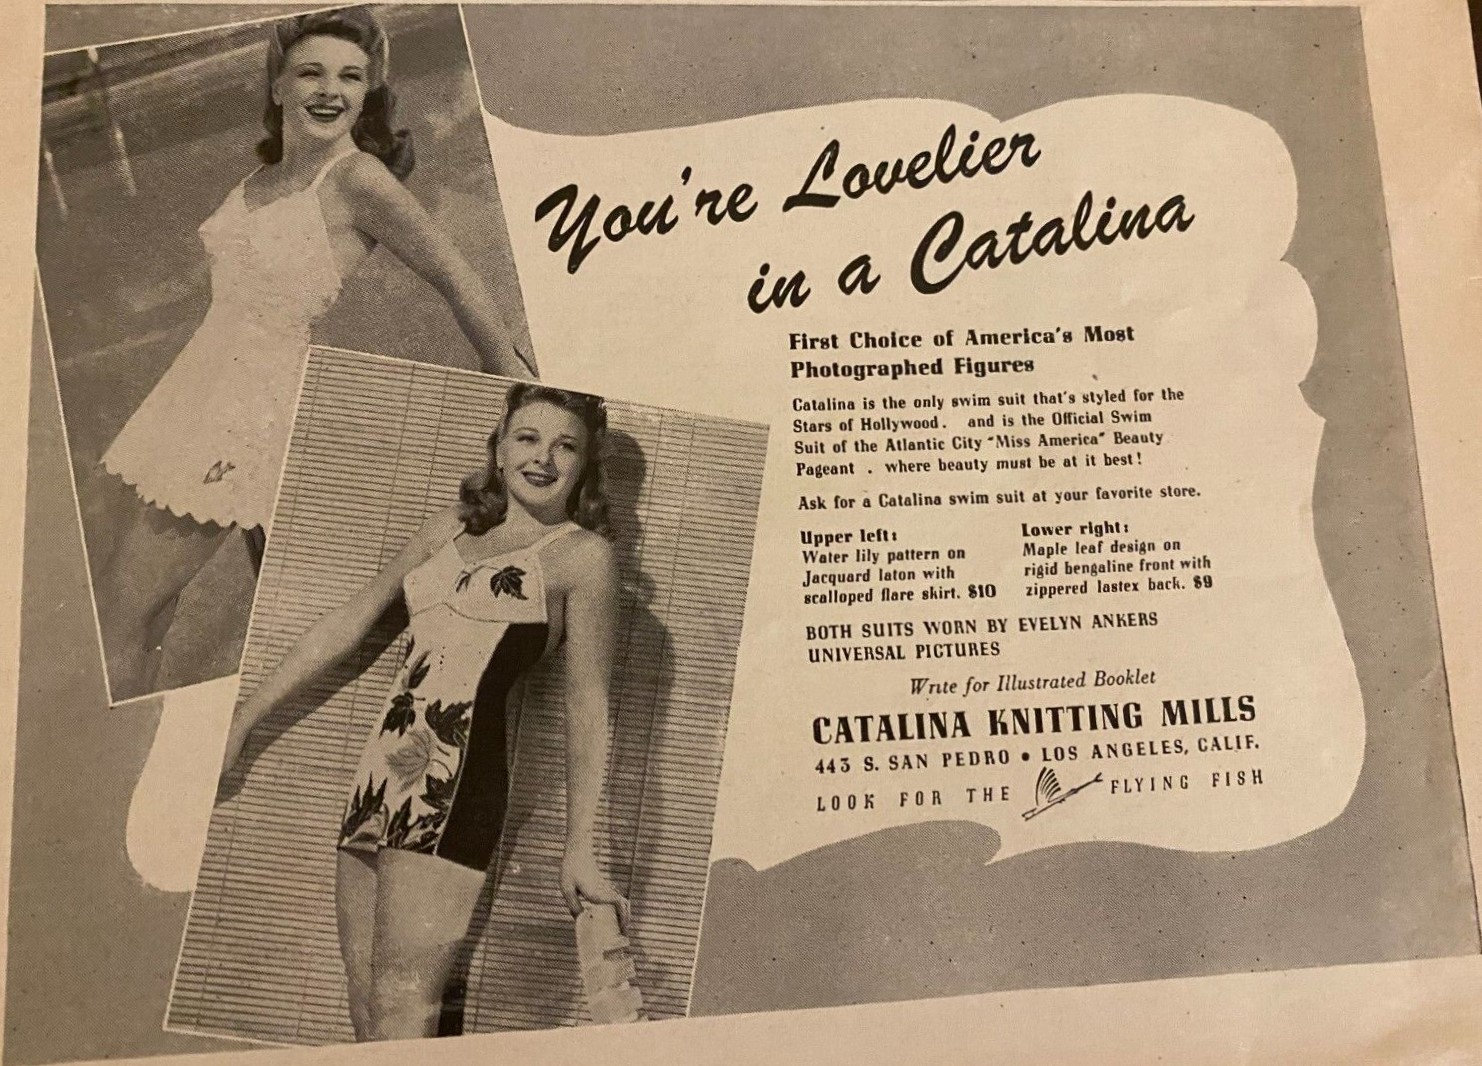 You're Lovelier
in a Catalina
First Choice of America's Most
Photographed Figures
Catalina is the only swim suit that's styled for the
Stars of Hollywood. and is the Official Swim
Suit of the Atlantic City "Miss America" Beauty
Pageant . where beauty must be at it best!
Ask for a Catalina swim suit at your favorite store.
Upper left:
Water lily pattern on
Jacquard laton with
scalloped flare skirt. $10
Lower right:
Maple leaf design on
rigid bengaline front with
zippered lastex back. $9
BOTH SUITS WORN BY EVELYN ANKERS
UNIVERSAL PICTURES
Write for Illustrated Booklet
CATALINA KNITTING MILLS
443 S. SAN PEDRO • LOS ANGELES, CALIF.
LOOK FOR THE FLYING FISH